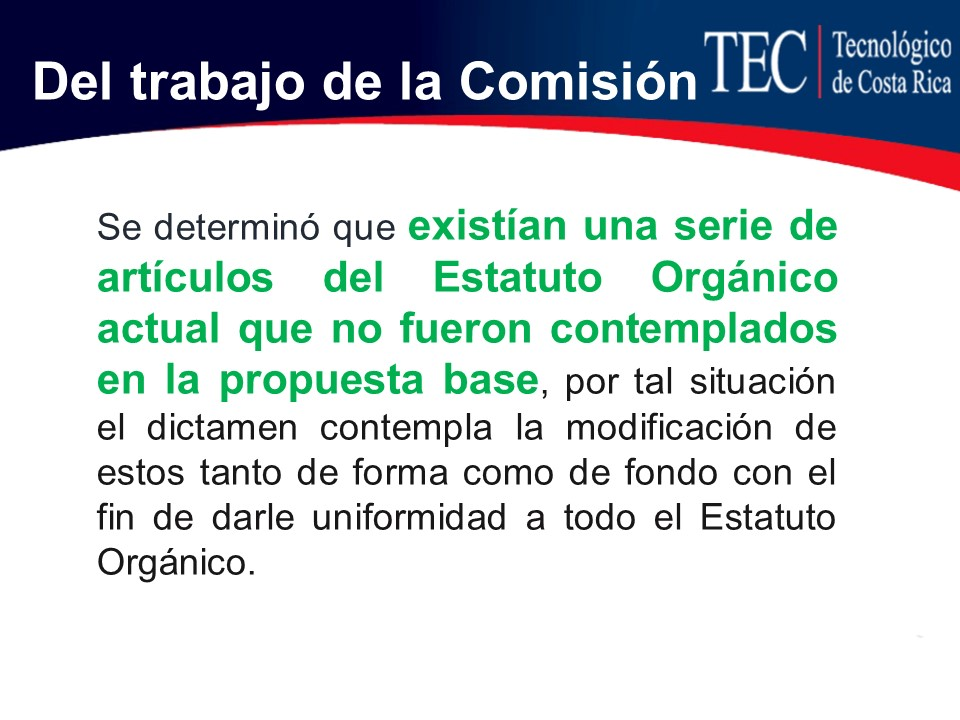 Del trabajo de la Comisión
TEC | Tecnológico
de Costa Rica
Se determinó que existían una serie de
artículos del Estatuto Orgánico
actual que no fueron contemplados
en la propuesta base, por tal situación
el dictamen contempla la modificación de
estos tanto de forma como de fondo con el
fin de darle uniformidad a todo el Estatuto
Orgánico.